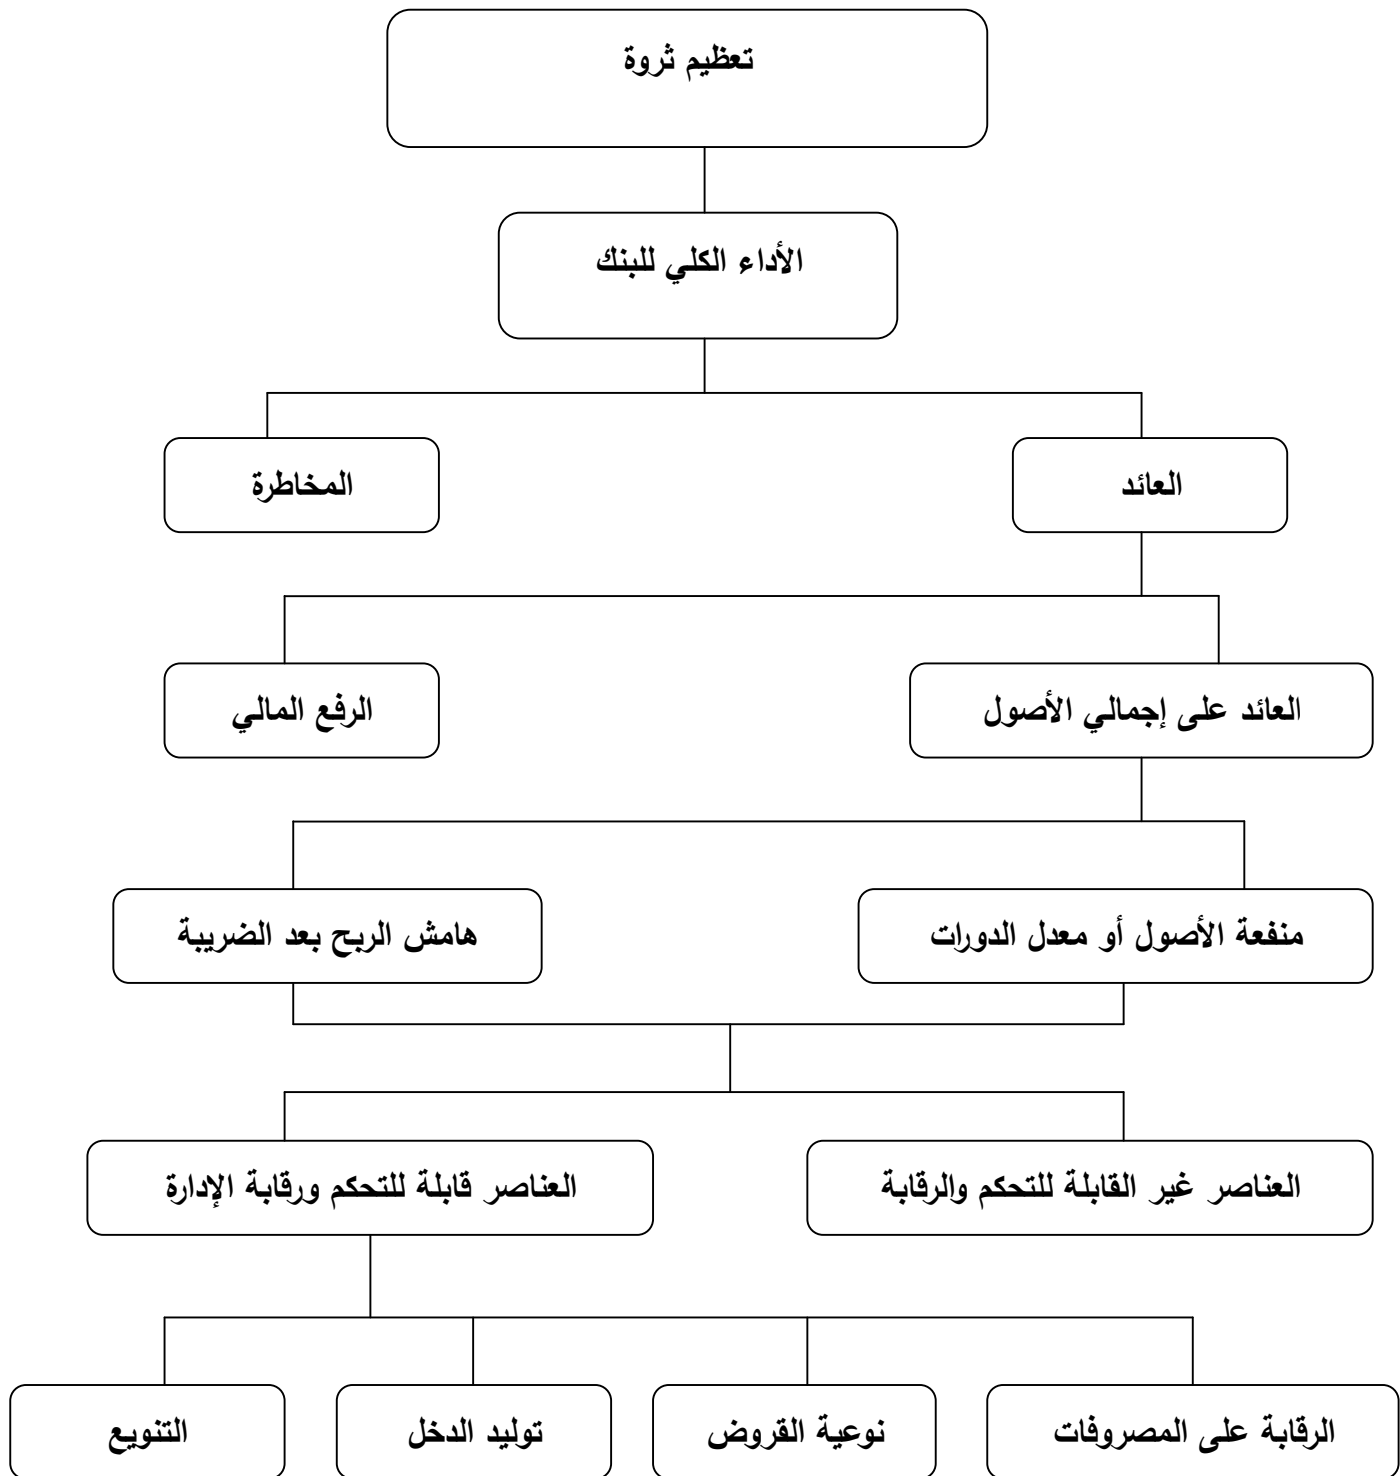 تعظيم ثروة
الأداء الكلي للبنك
العائد
المخاطرة
العائد على إجمالي الأصول
الرفع المالي
منفعة الأصول أو معدل الدورات
هامش الربح بعد الضريبة
العناصر غير القابلة للتحكم والرقابة
العناصر قابلة للتحكم ورقابة الإدارة
الرقابة على المصروفات
نوعية القروض
توليد الدخل
التنويع